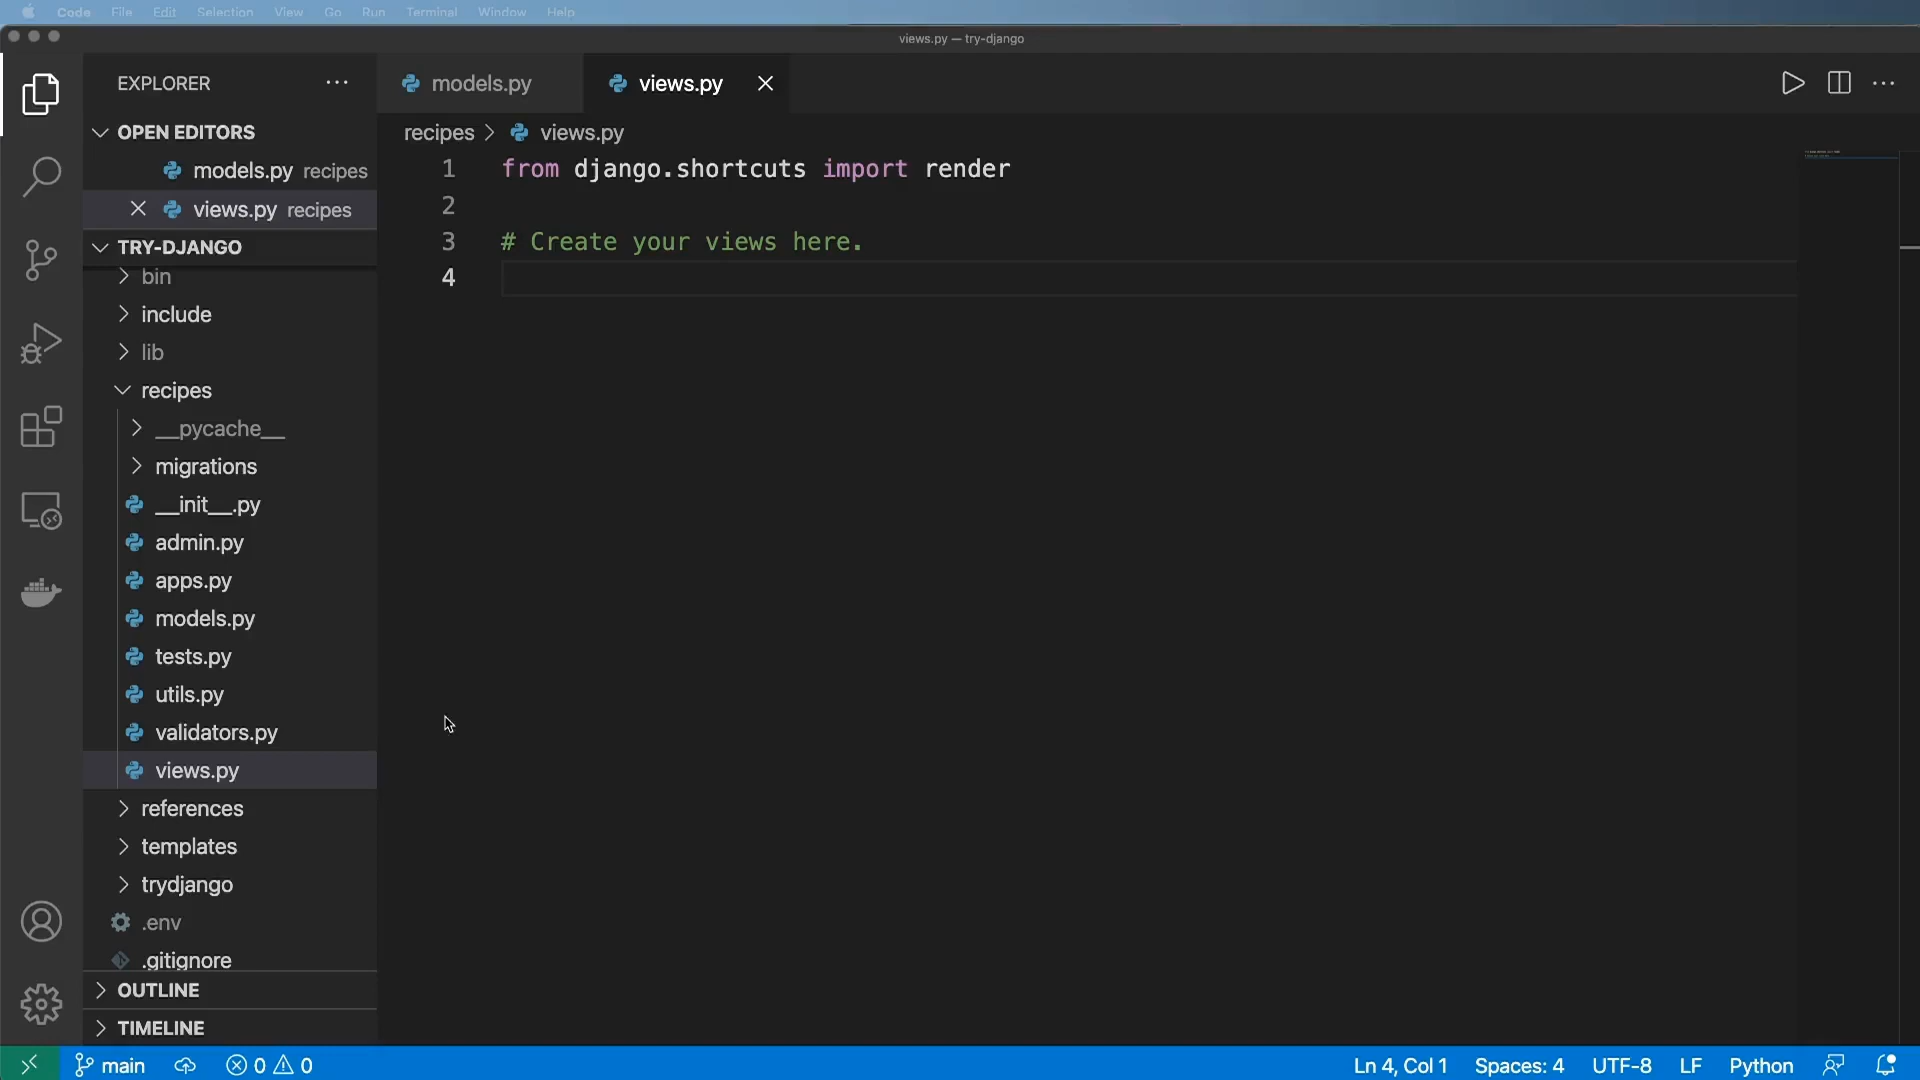 Code File Edit Selection View Go Run Terminal Window Help
views.py — try-django
EXPLORER
models.py
views.py
OPEN EDITORS
models.py recipes
views.py recipes
TRY-DJANGO
bin
include
lib
recipes
__pycache__
migrations
__init__.py
admin.py
apps.py
models.py
tests.py
utils.py
validators.py
views.py
references
templates
trydjango
.env
.gitignore
OUTLINE
TIMELINE
recipes > views.py
1 from django.shortcuts import render
2
3 # Create your views here.
4
main
0 0
Ln 4, Col 1 Spaces: 4 UTF-8 LF Python